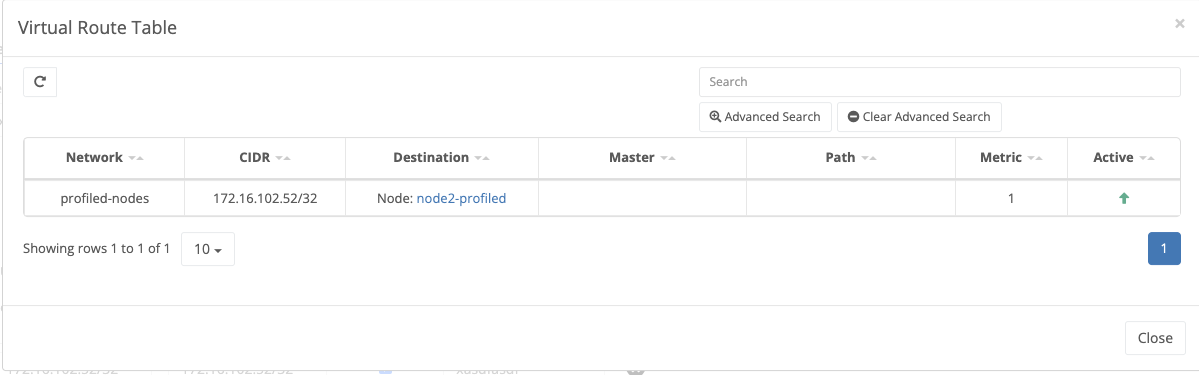 Virtual Route Table
×
Search
Advanced Search Clear Advanced Search
Network CIDR Destination Master Path Metric Active
profiled-nodes 172.16.102.52/32 Node: node2-profiled 1
Showing rows 1 to 1 of 1 10 1
Close